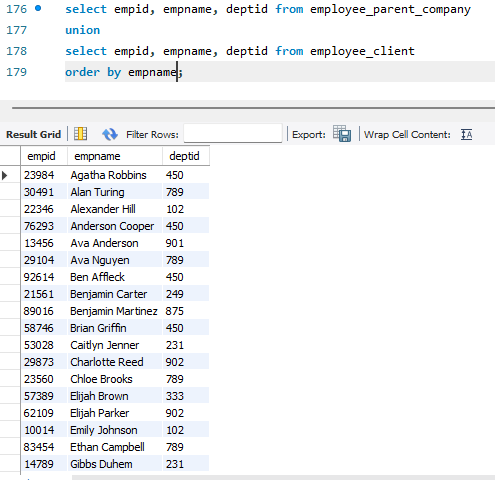 176 select empid, empname, deptid from employee_parent_company
177 union
178 select empid, empname, deptid from employee_client
179 order by empname;
Result Grid Filter Rows: Export: Wrap Cell Content:
empid empname deptid
23984 Agatha Robbins 450
30491 Alan Turing 789
22346 Alexander Hill 102
76293 Anderson Cooper 450
13456 Ava Anderson 901
29104 Ava Nguyen 789
92614 Ben Affleck 450
21561 Benjamin Carter 249
89016 Benjamin Martinez 875
58746 Brian Griffin 450
53028 Caitlyn Jenner 231
29873 Charlotte Reed 902
23560 Chloe Brooks 789
57389 Elijah Brown 333
62109 Elijah Parker 902
10014 Emily Johnson 102
83454 Ethan Campbell 789
14789 Gibbs Duhem 231